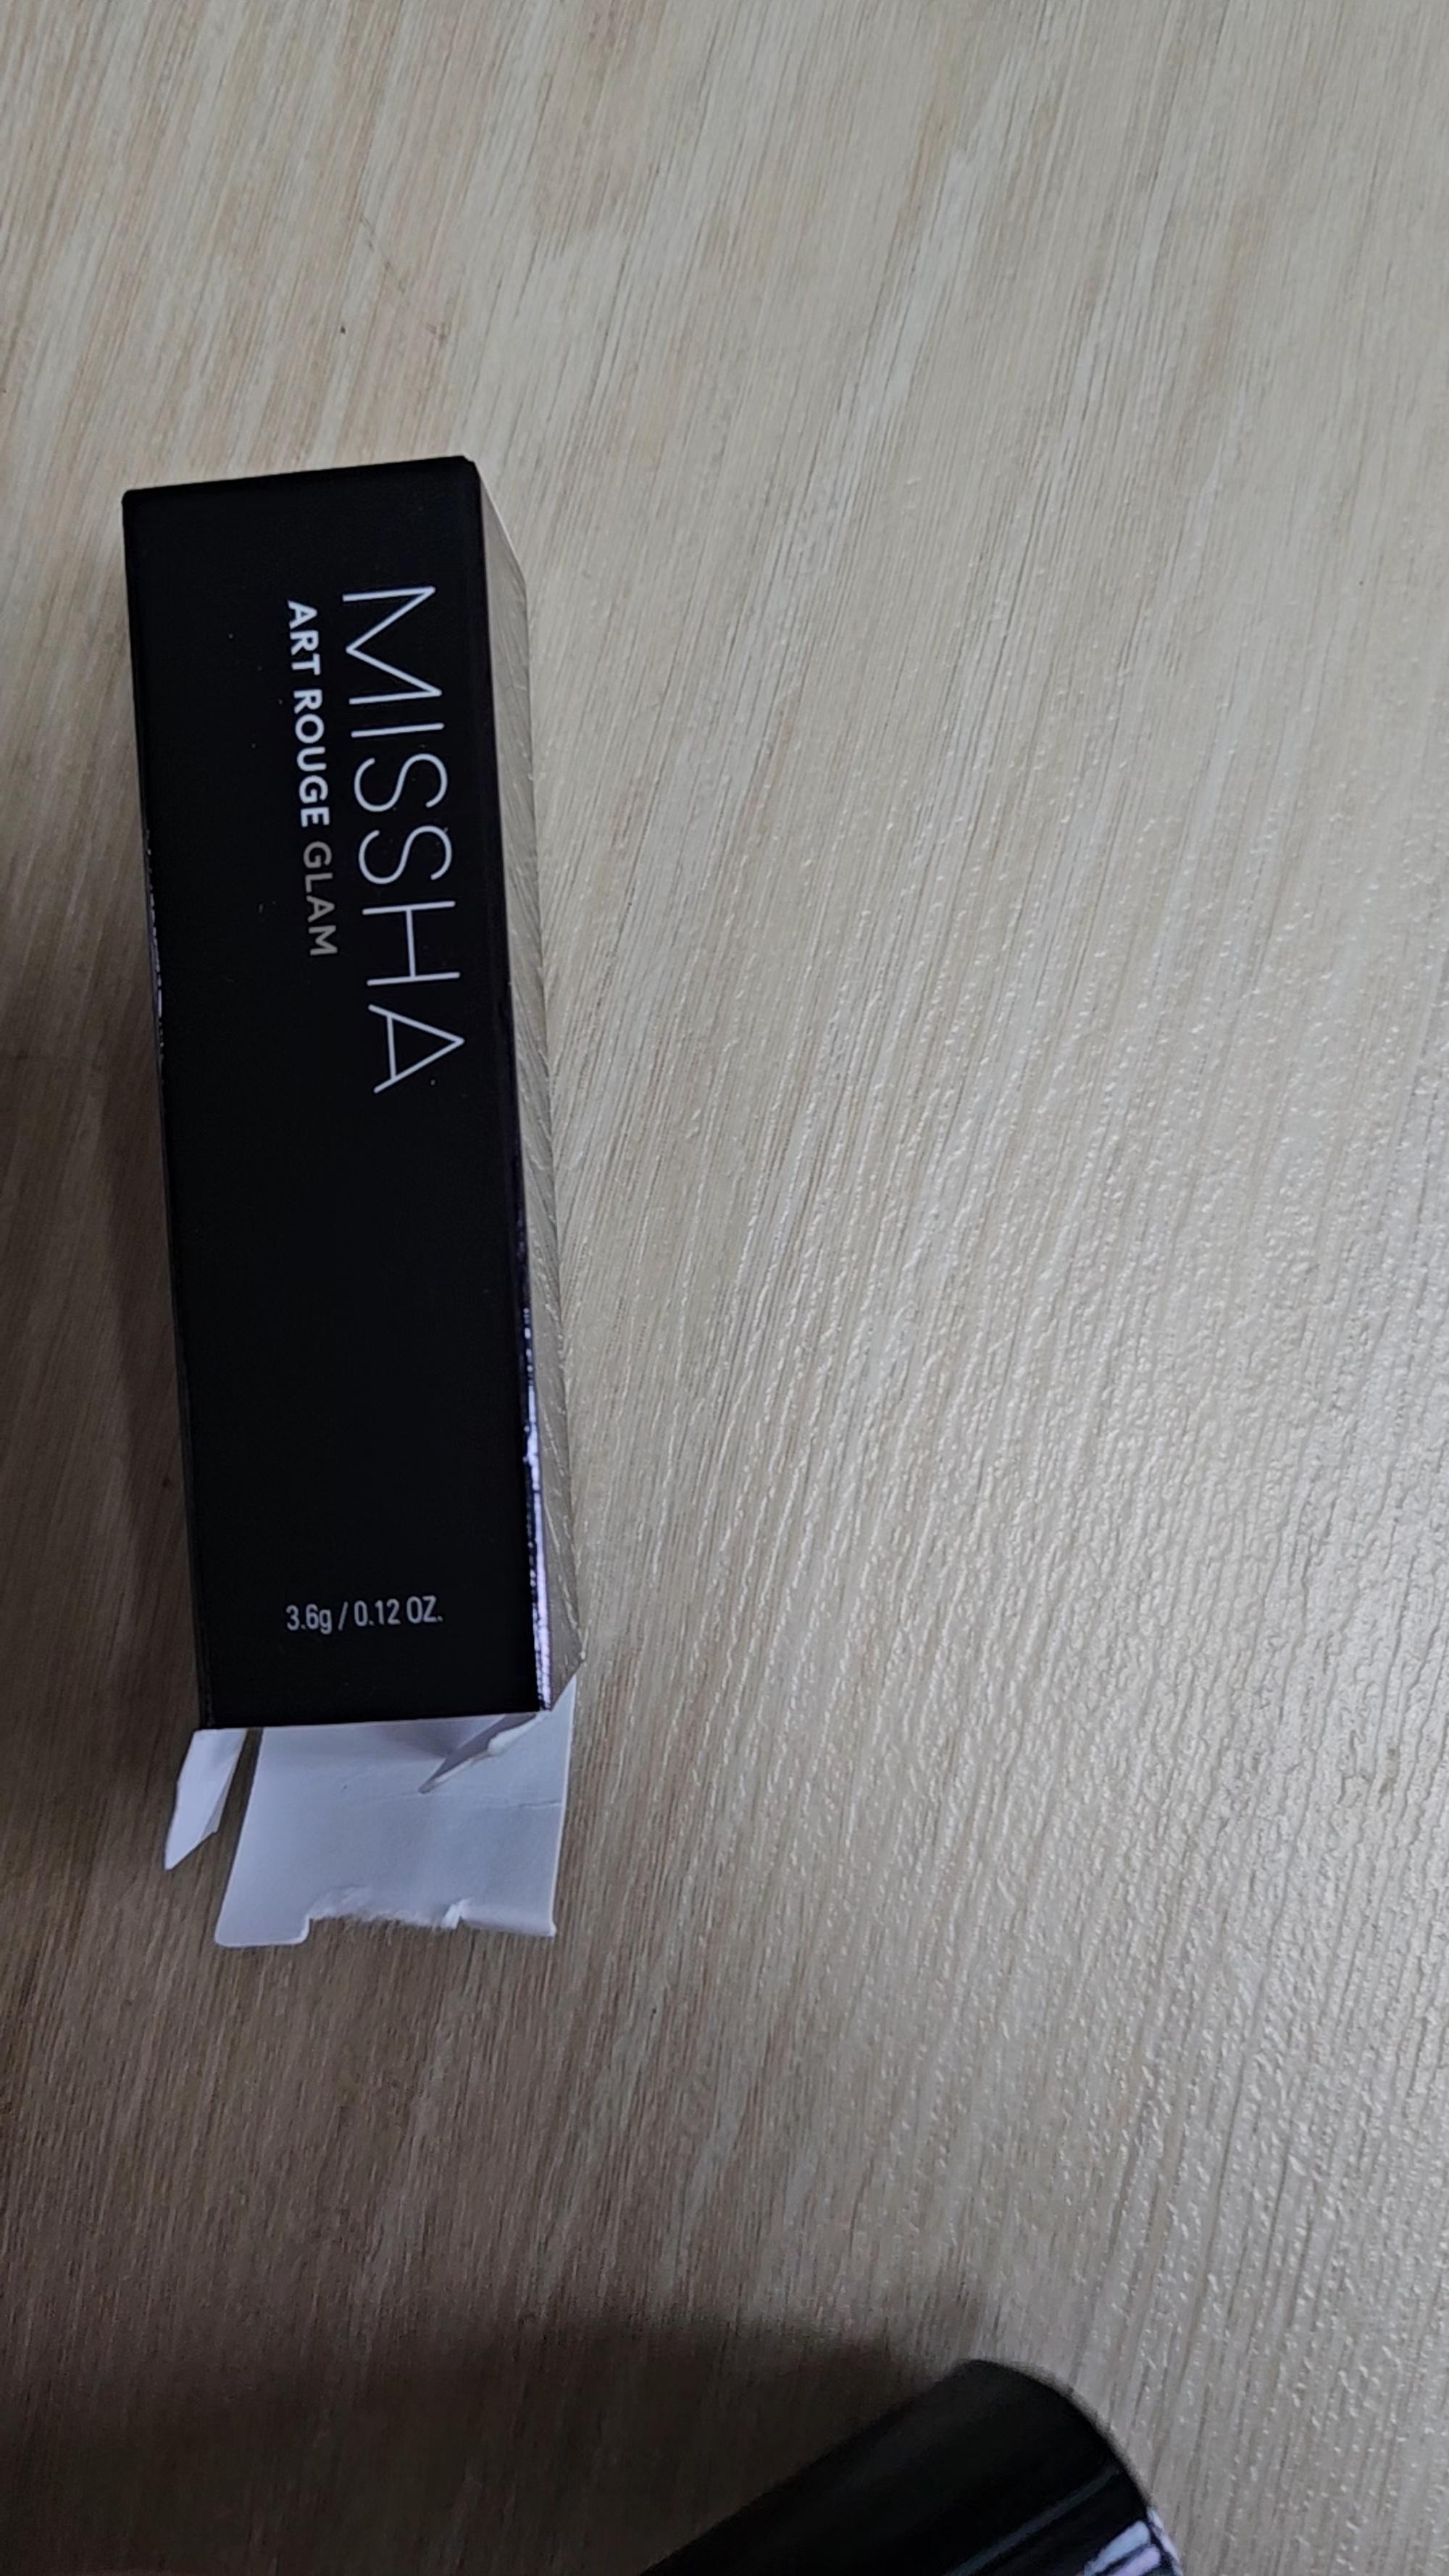 MISSHA
ART ROUGE GLAM
3.6g / 0.12 OZ.